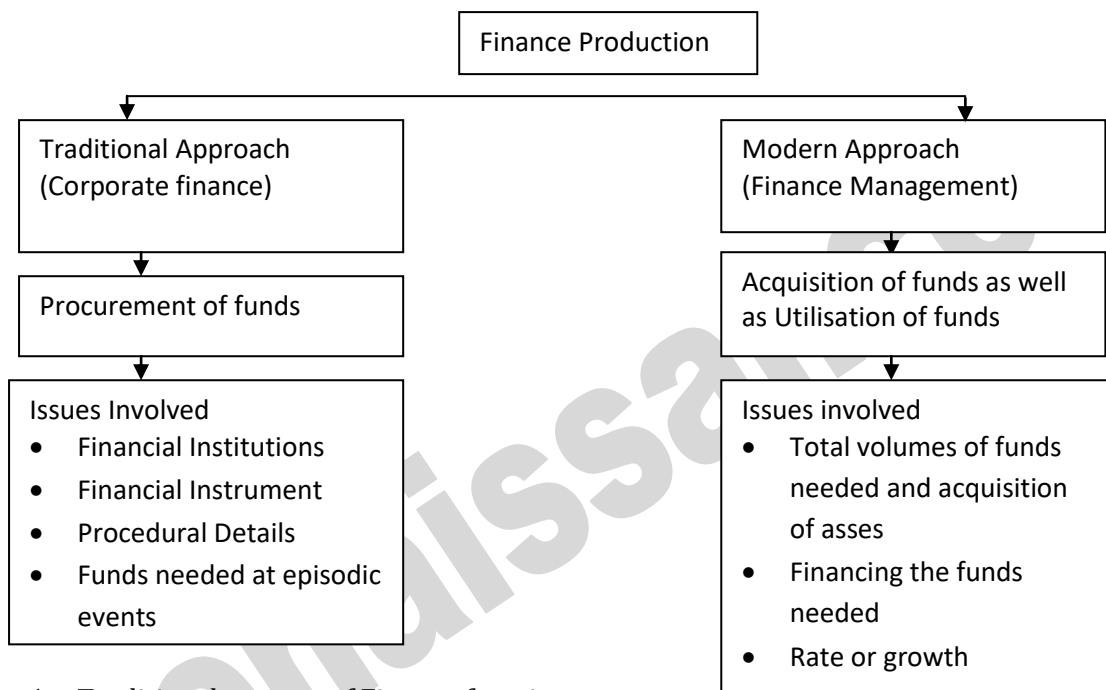 Finance Production
Traditional Approach
(Corporate finance)
Modern Approach
(Finance Management)
Procurement of funds
Acquisition of funds as well
as Utilisation of funds
Issues Involved
• Financial Institutions
• Financial Instrument
• Procedural Details
• Funds needed at episodic
events
Issues involved
• Total volumes of funds
needed and acquisition
of asses
• Financing the funds
needed
• Rate or growth